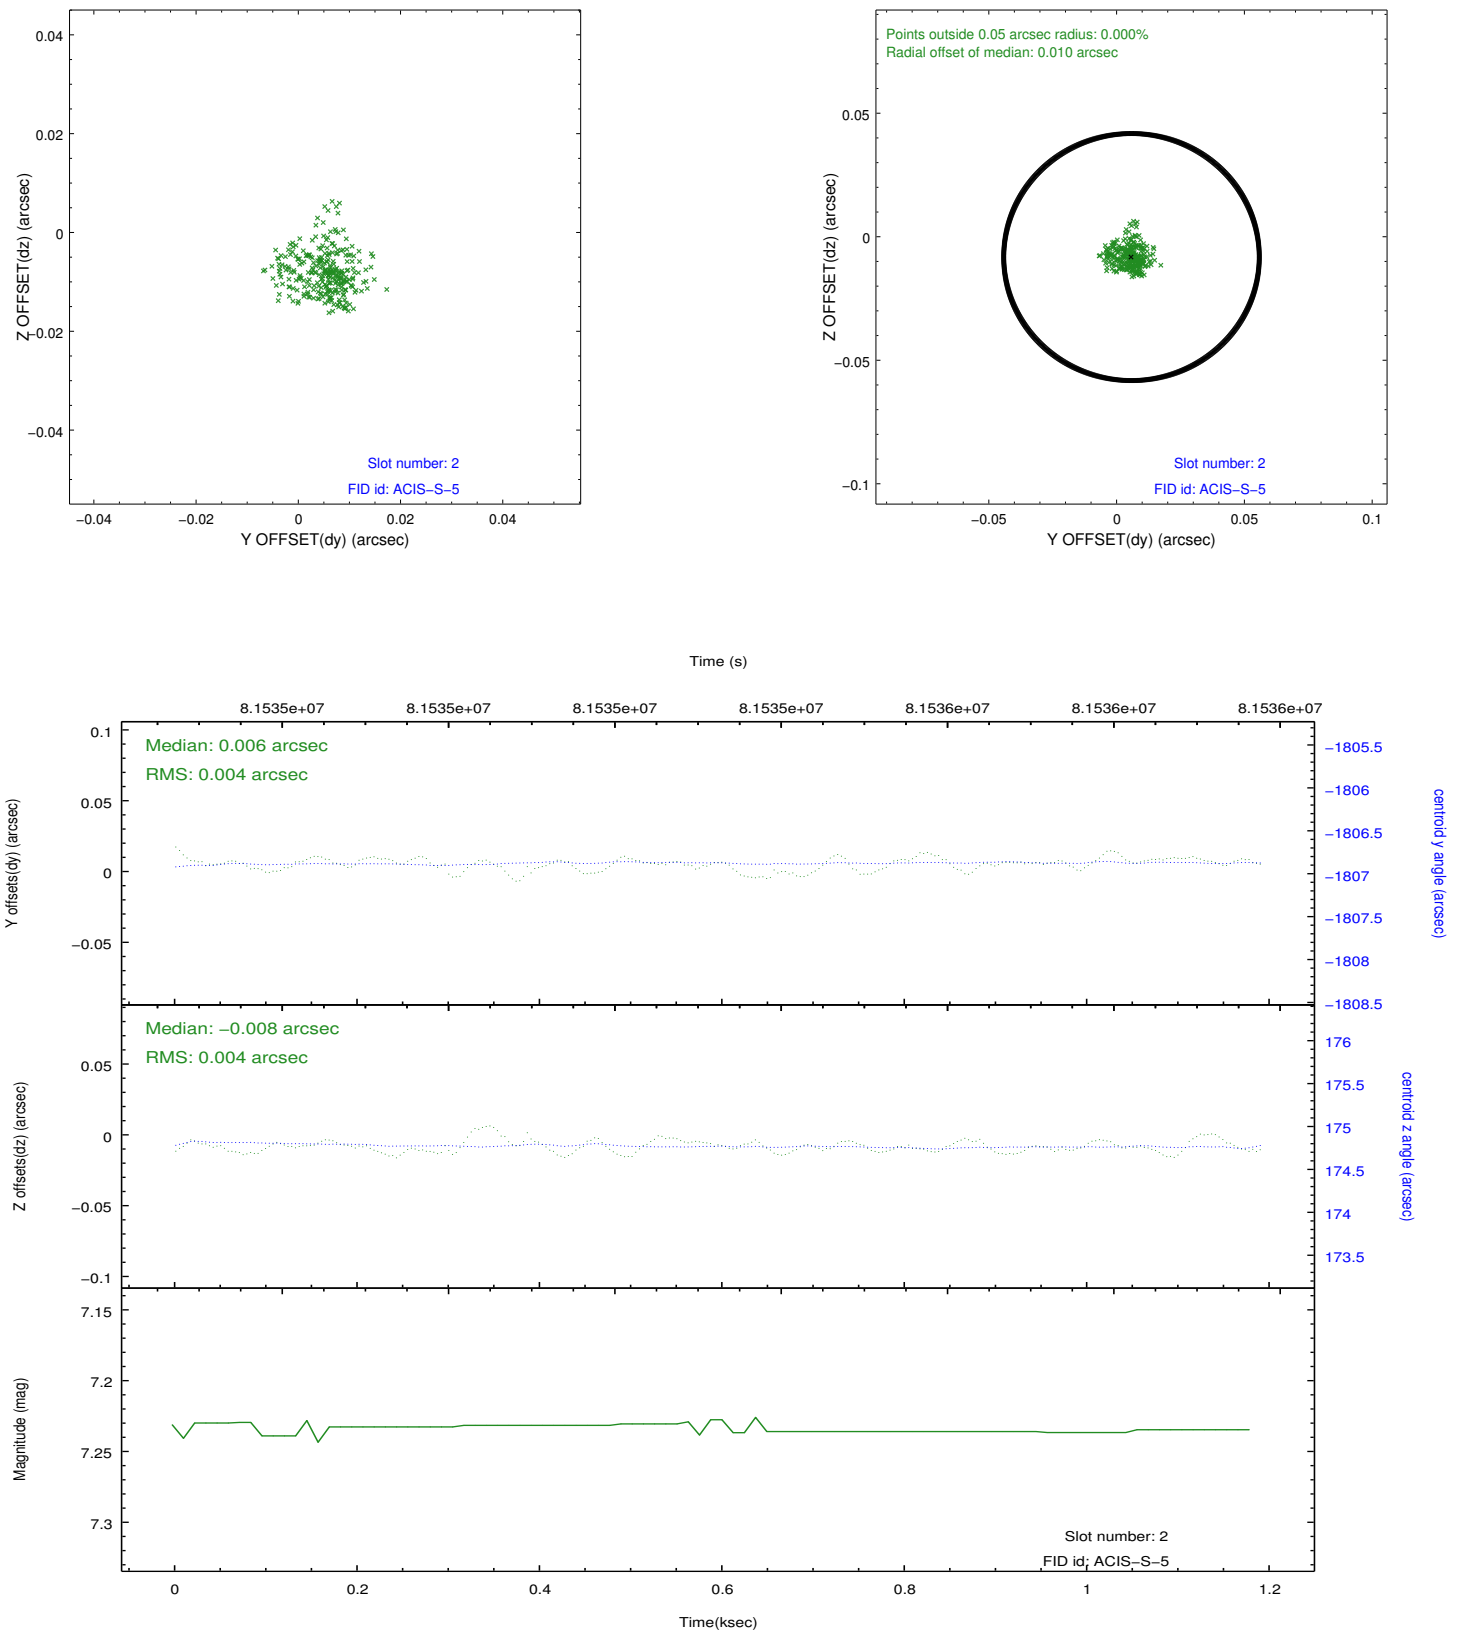 0.04
0.02
0
−0.02
−0.04
Z OFFSET(dz) (arcsec)
Slot number: 2
FID id: ACIS−S−5
−0.04 −0.02 0 0.02 0.04
Y OFFSET(dy) (arcsec)
Points outside 0.05 arcsec radius: 0.000%
Radial offset of median: 0.010 arcsec
0.05
0
−0.05
−0.1
Z OFFSET(dz) (arcsec)
Slot number: 2
FID id: ACIS−S−5
−0.05 0 0.05 0.1
Y OFFSET(dy) (arcsec)
Time (s)
8.1535e+07 8.1535e+07 8.1535e+07 8.1535e+07 8.1536e+07 8.1536e+07 8.1536e+07
Median: 0.006 arcsec
RMS: 0.004 arcsec
0.1
0.05
0
−0.05
Y offsets(dy) (arcsec)
−1805.5
−1806
−1806.5
−1807
−1807.5
−1808
−1808.5
centroid y angle (arcsec)
Median: −0.008 arcsec
RMS: 0.004 arcsec
0.05
0
−0.05
−0.1
Z offsets(dz) (arcsec)
176
175.5
175
174.5
174
173.5
centroid z angle (arcsec)
7.15
7.2
7.25
7.3
Magnitude (mag)
Slot number: 2
FID id: ACIS−S−5
0 0.2 0.4 0.6 0.8 1 1.2
Time(ksec)